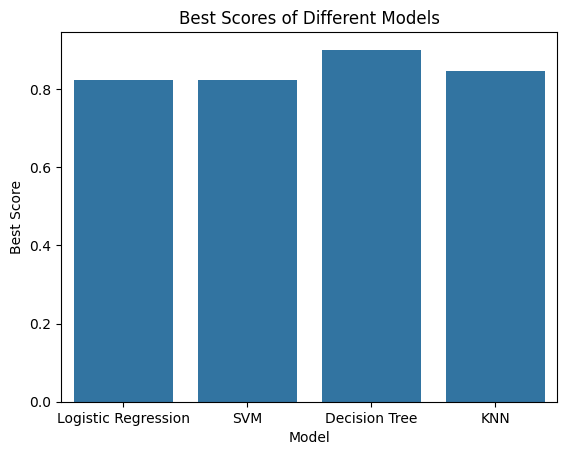 Best Scores of Different Models
Best Score
0.8
0.6
0.4
0.2
0.0
Logistic Regression SVM Decision Tree KNN
Model